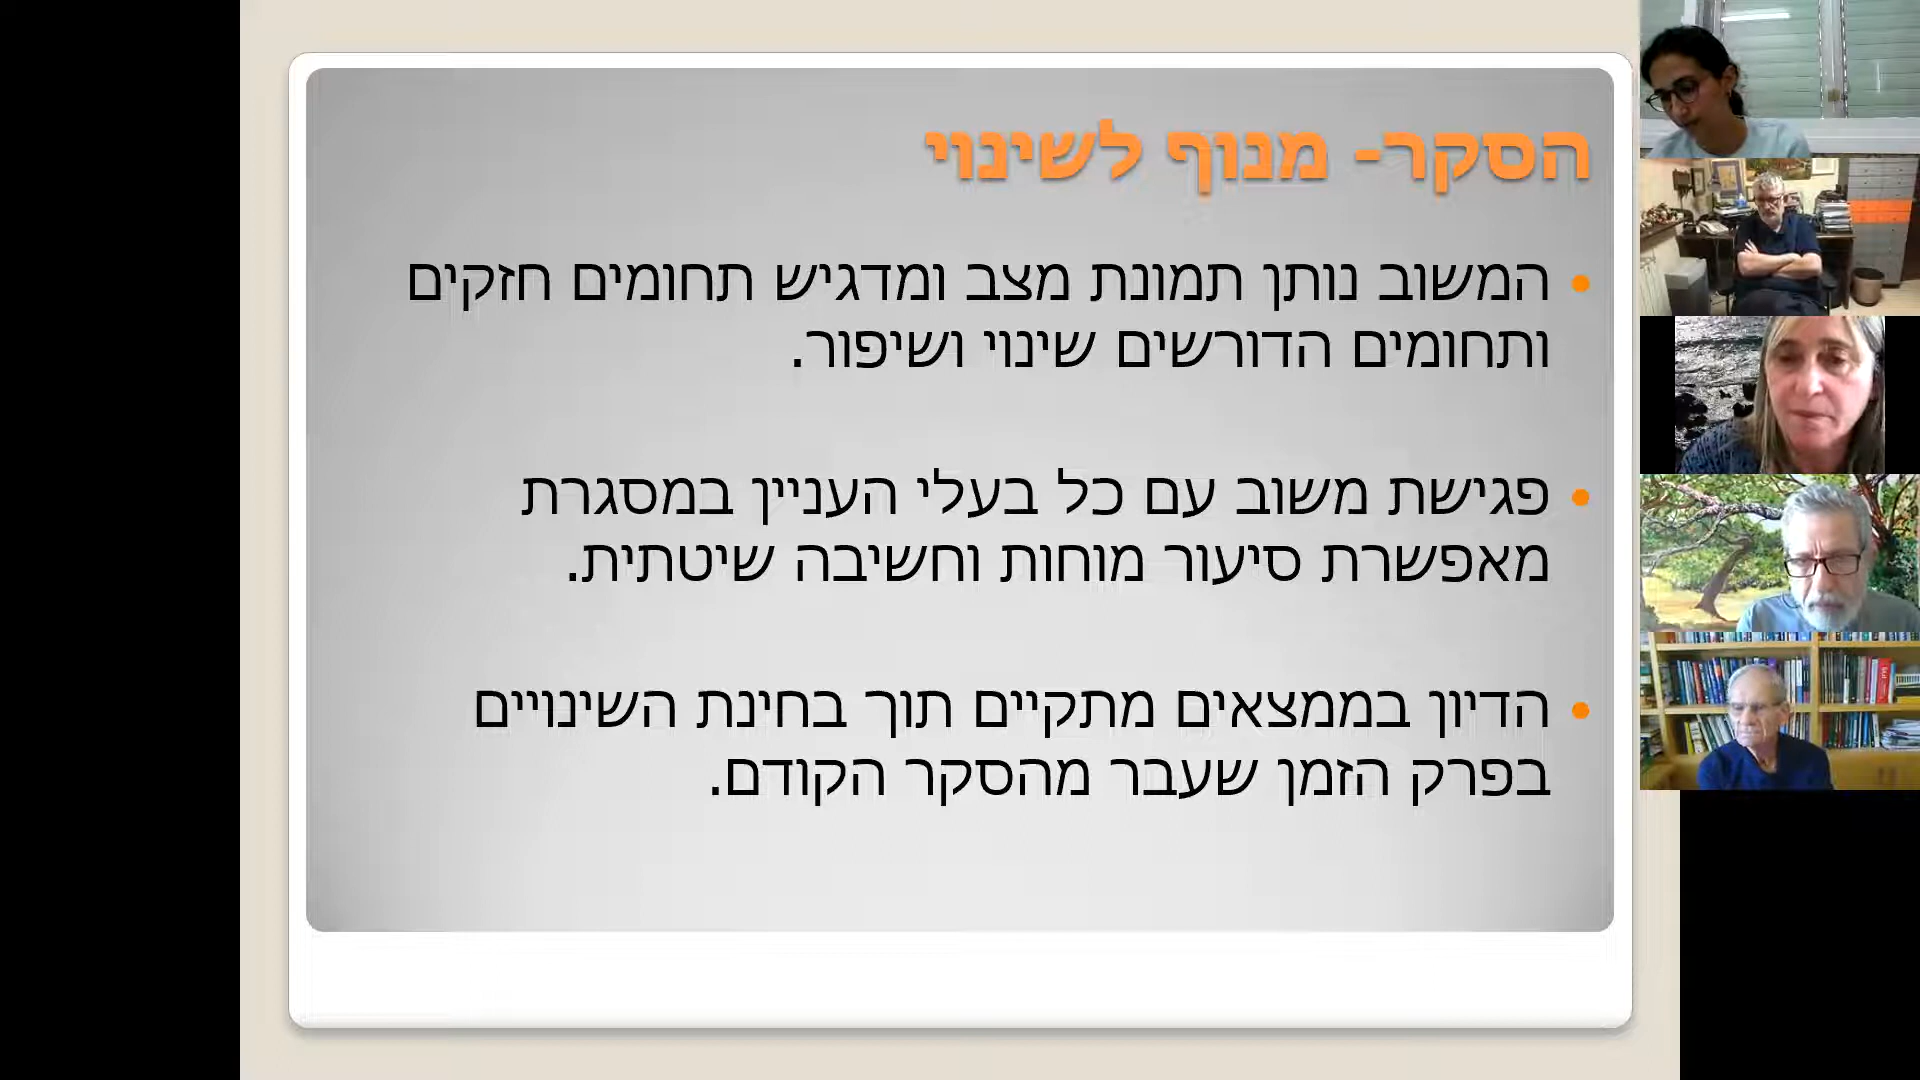 הסקר- מנוף לשינוי
• המשוב נותן תמונת מצב ומדגיש תחומים חזקים
ותחומים הדורשים שינוי ושיפור.
• פגישת משוב עם כל בעלי העניין במסגרת
מאפשרת סיעור מוחות וחשיבה שיטתית.
• הדיון בממצאים מתקיים תוך בחינת השינויים
בפרק הזמן שעבר מהסקר הקודם.